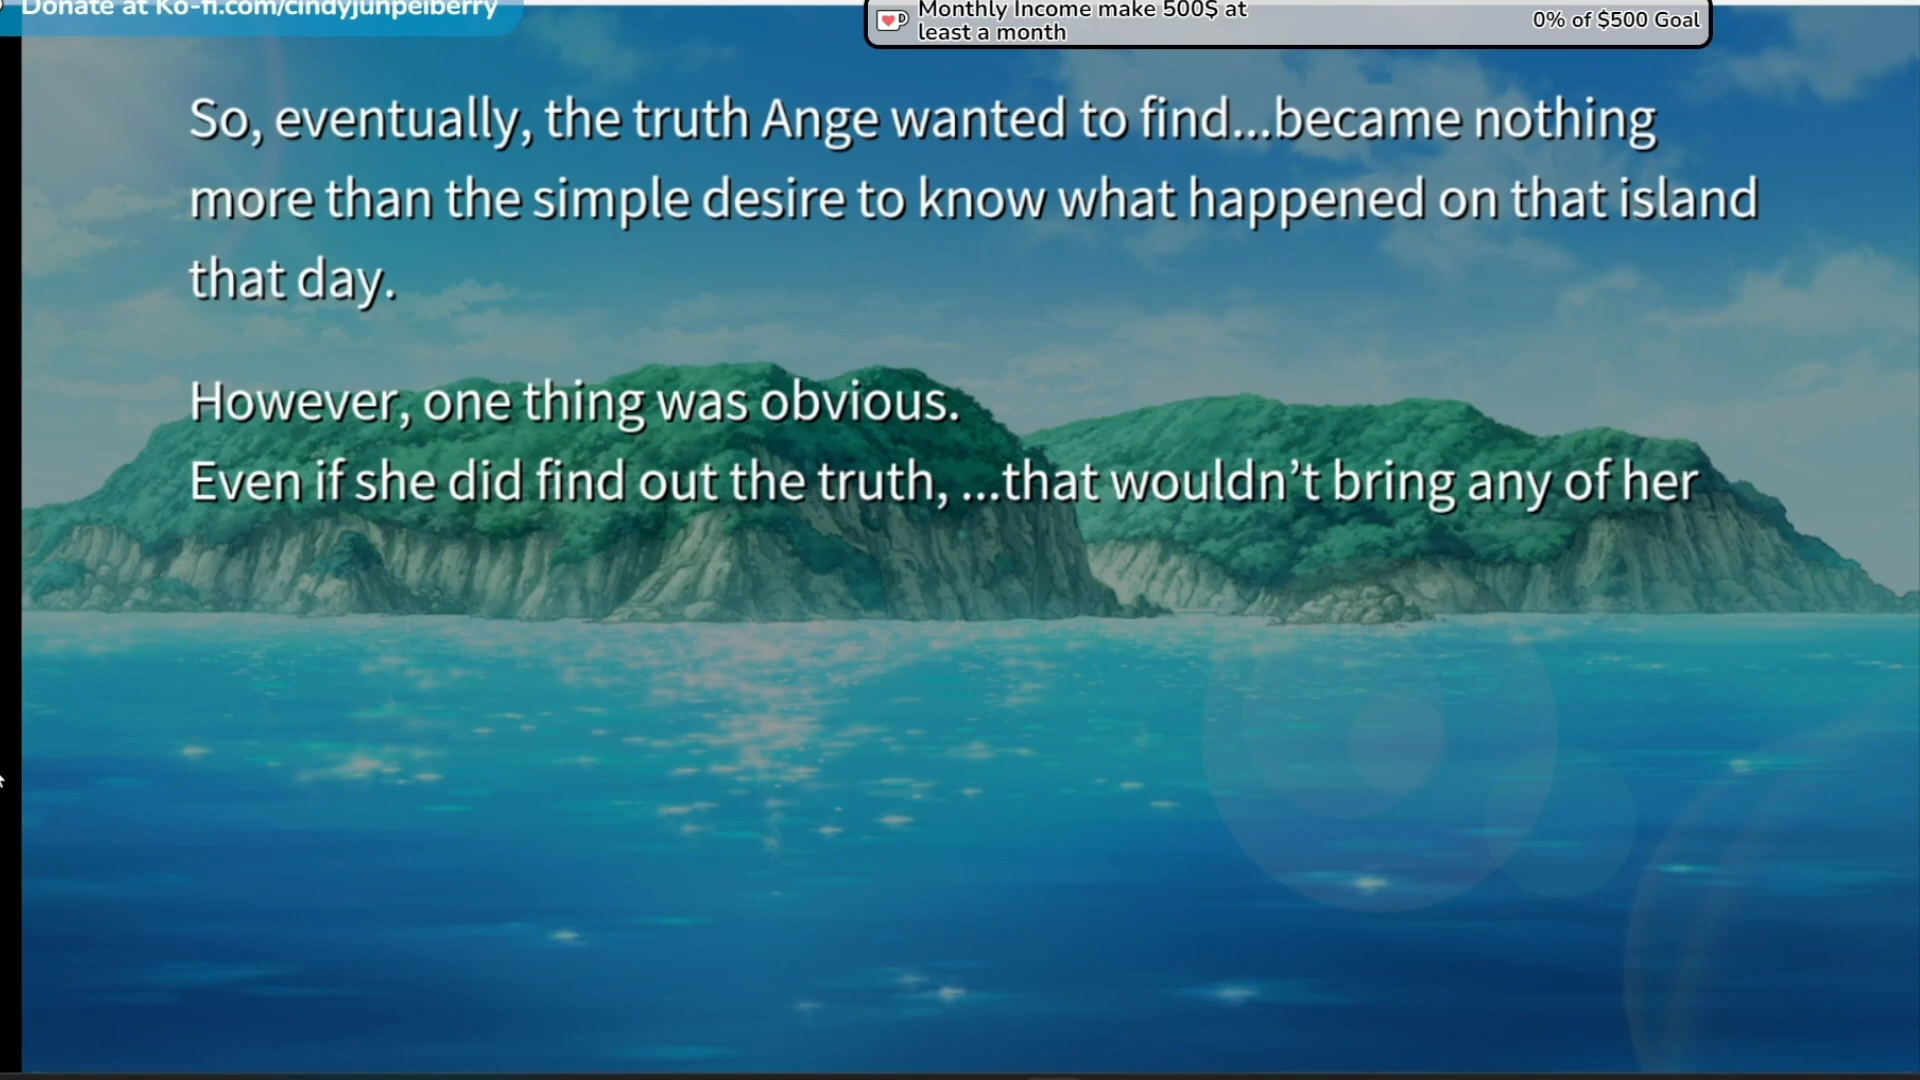 Donate at Ko-fi.com/cindyjunpeiberry
Monthly Income make 500$ at
least a month
0% of $500 Goal
So, eventually, the truth Ange wanted to find...became nothing
more than the simple desire to know what happened on that island
that day.
However, one thing was obvious.
Even if she did find out the truth, ...that wouldn’t bring any of her